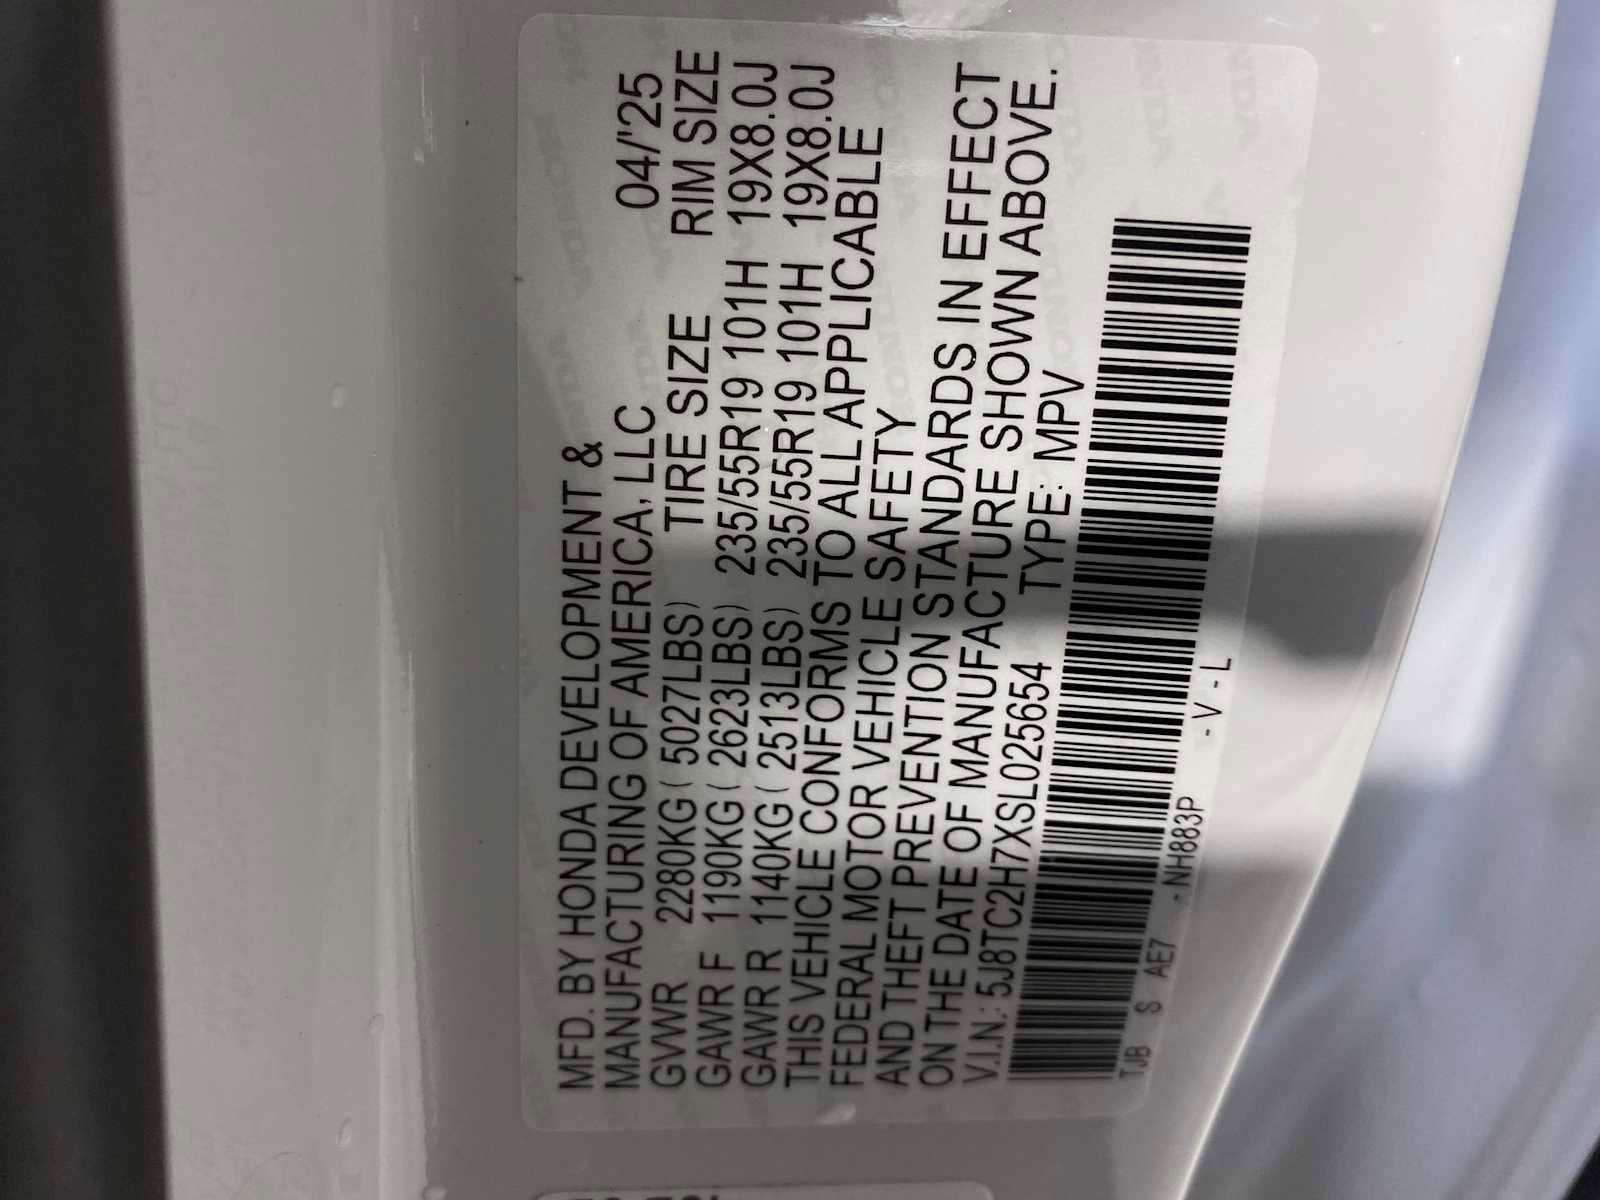 MFD. BY HONDA DEVELOPMENT &
MANUFACTURING OF AMERICA, LLC 04/'25
GVWR 2280KG ( 5027LBS) TIRE SIZE RIM SIZE
GAWR F 1190KG ( 2623LBS) 235/55R19 101H 19X8.0J
GAWR R 1140KG ( 2513LBS) 235/55R19 101H 19X8.0J
THIS VEHICLE CONFORMS TO ALL APPLICABLE
FEDERAL MOTOR VEHICLE SAFETY
AND THEFT PREVENTION STANDARDS IN EFFECT
ON THE DATE OF MANUFACTURE SHOWN ABOVE.
V.I.N.: 5J8TC2H7XSL025654 TYPE: MPV
TJB S AE7 - NH883P - V - L